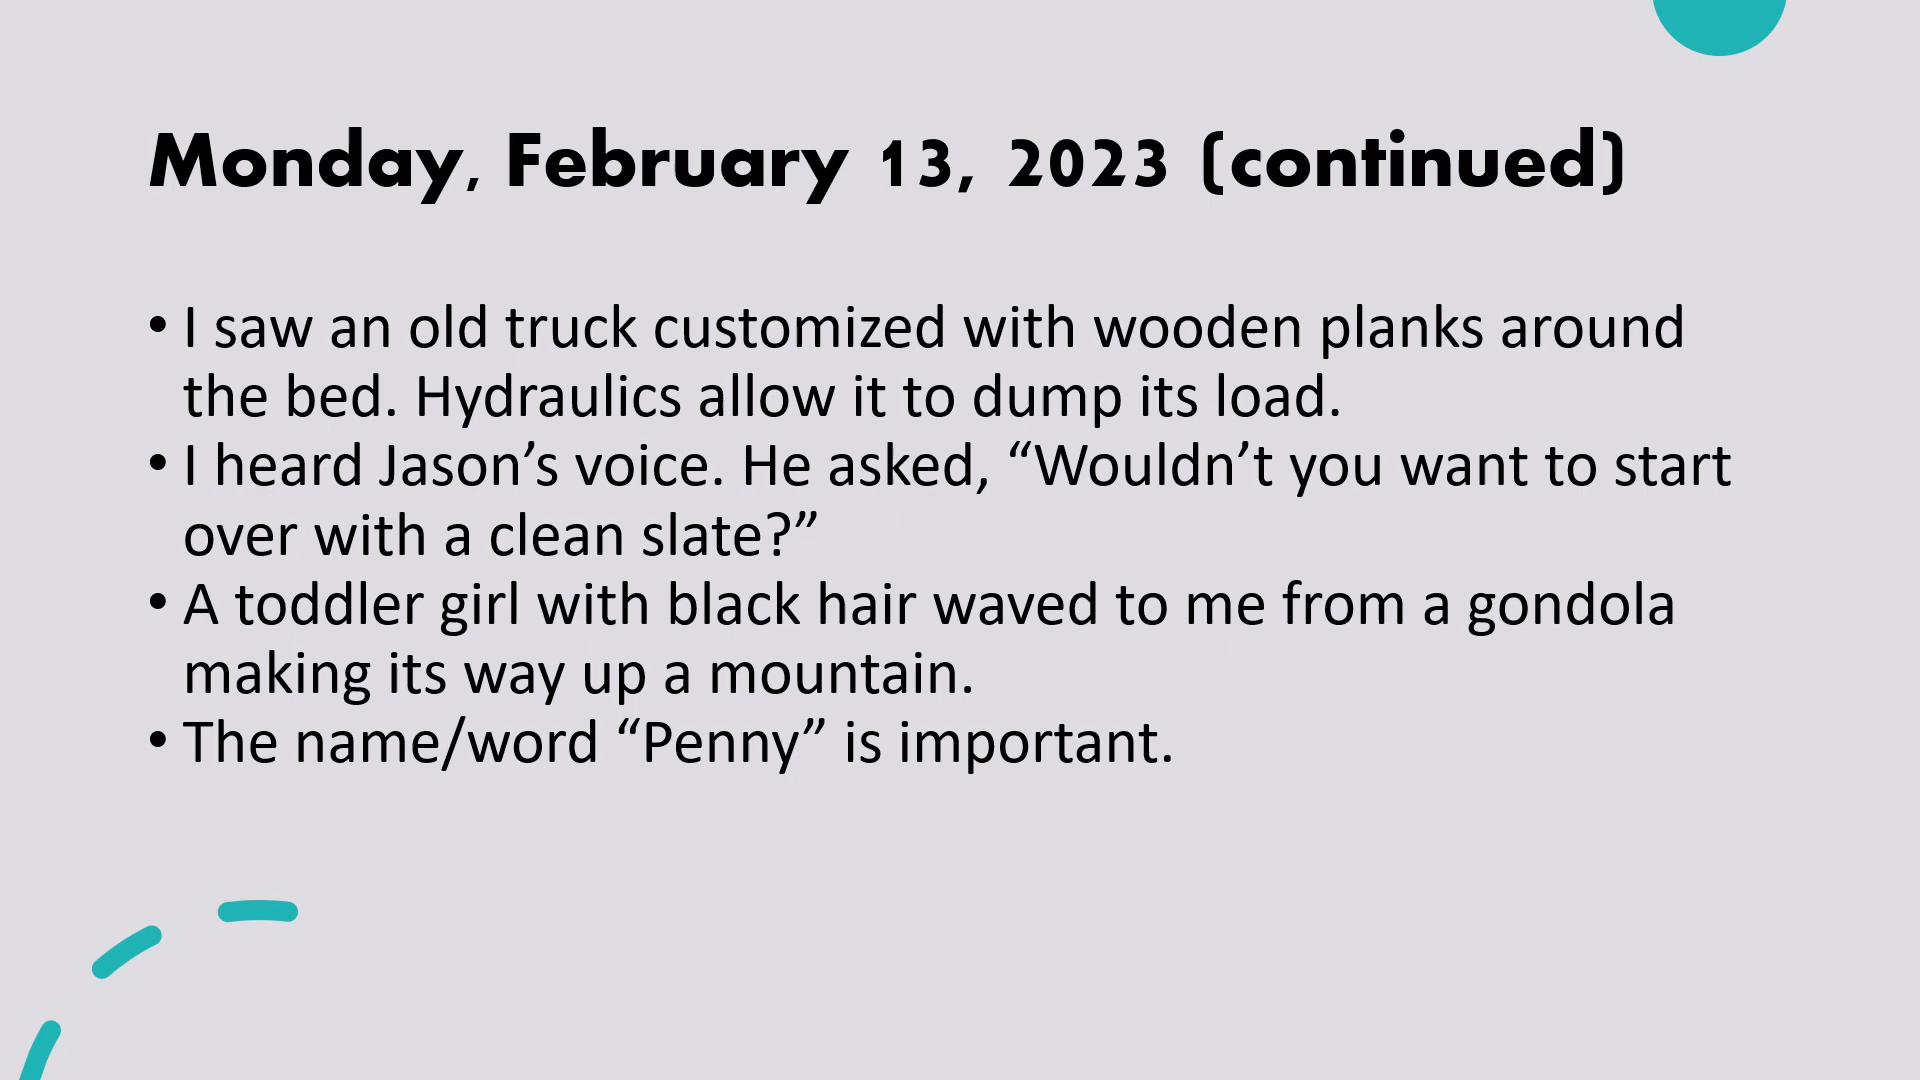 Monday, February 13, 2023 (continued)
• I saw an old truck customized with wooden planks around
the bed. Hydraulics allow it to dump its load.
• I heard Jason’s voice. He asked, “Wouldn’t you want to start
over with a clean slate?”
• A toddler girl with black hair waved to me from a gondola
making its way up a mountain.
• The name/word “Penny” is important.